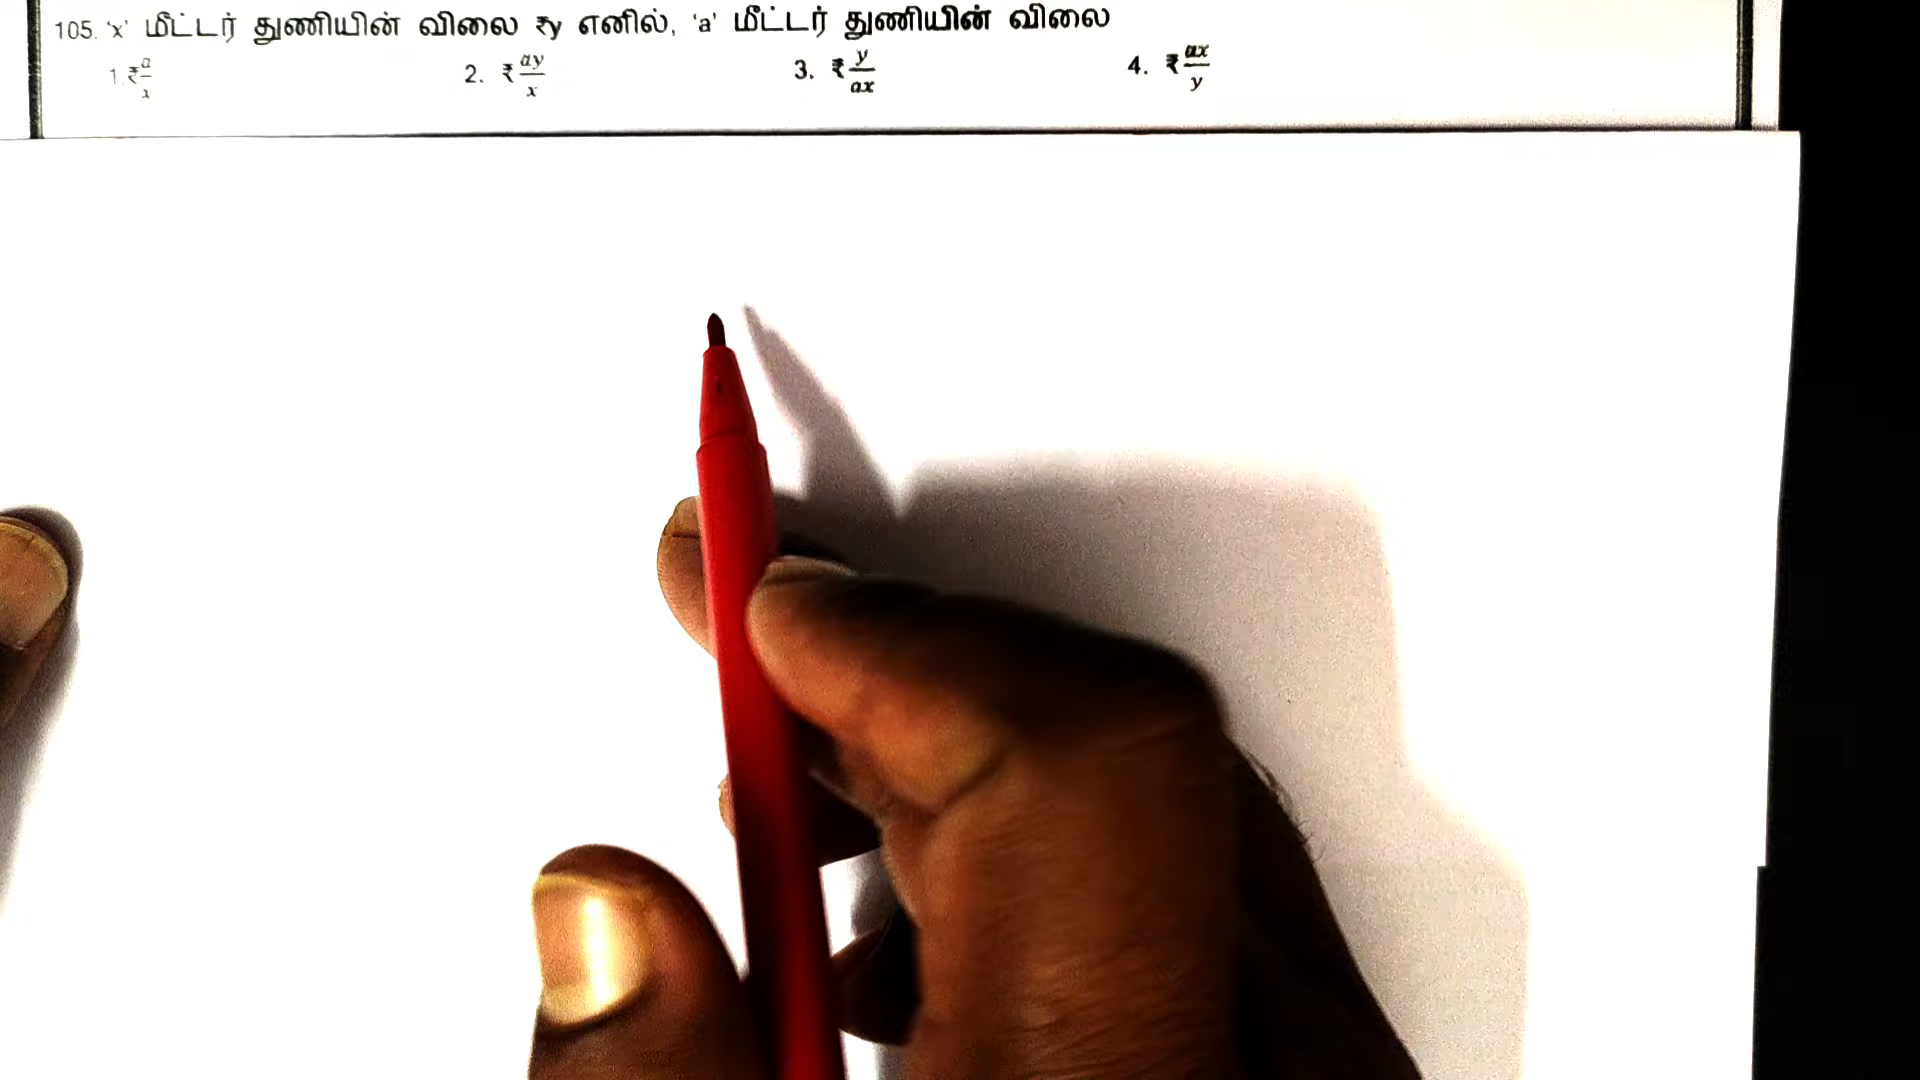 105. 'x' மீட்டர் துணியின் விலை ₹y எனில், 'a' மீட்டர் துணியின் விலை
1. ₹a/x 2. ₹ay/x 3. ₹y/ax 4. ₹ax/y